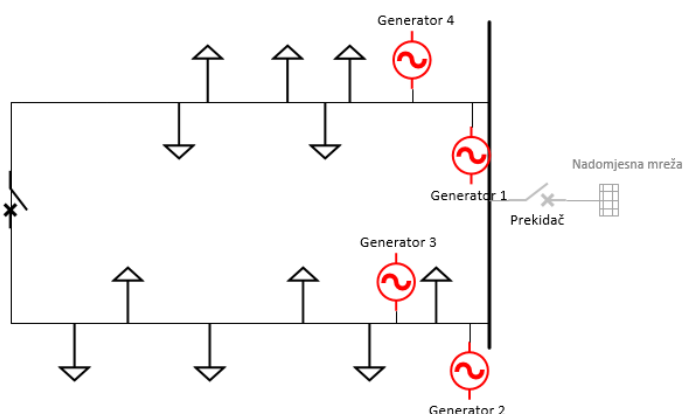 Generator 4
Nadomjesna mreža
Generator 1
Prekidač
Generator 3
Generator 2